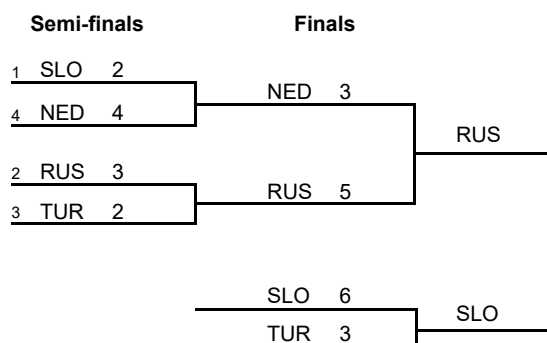 Semi-finals Finals
1 SLO 2
NED 3
4 NED 4
RUS
2 RUS 3
RUS 5
3 TUR 2
SLO 6
SLO
TUR 3